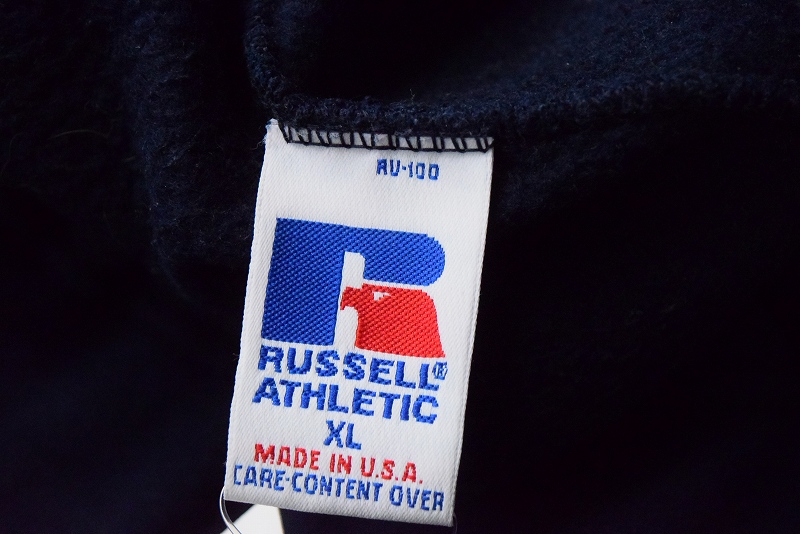 RU-100
RUSSELL®
ATHLETIC
XL
MADE IN U.S.A.
CARE-CONTENT OVER